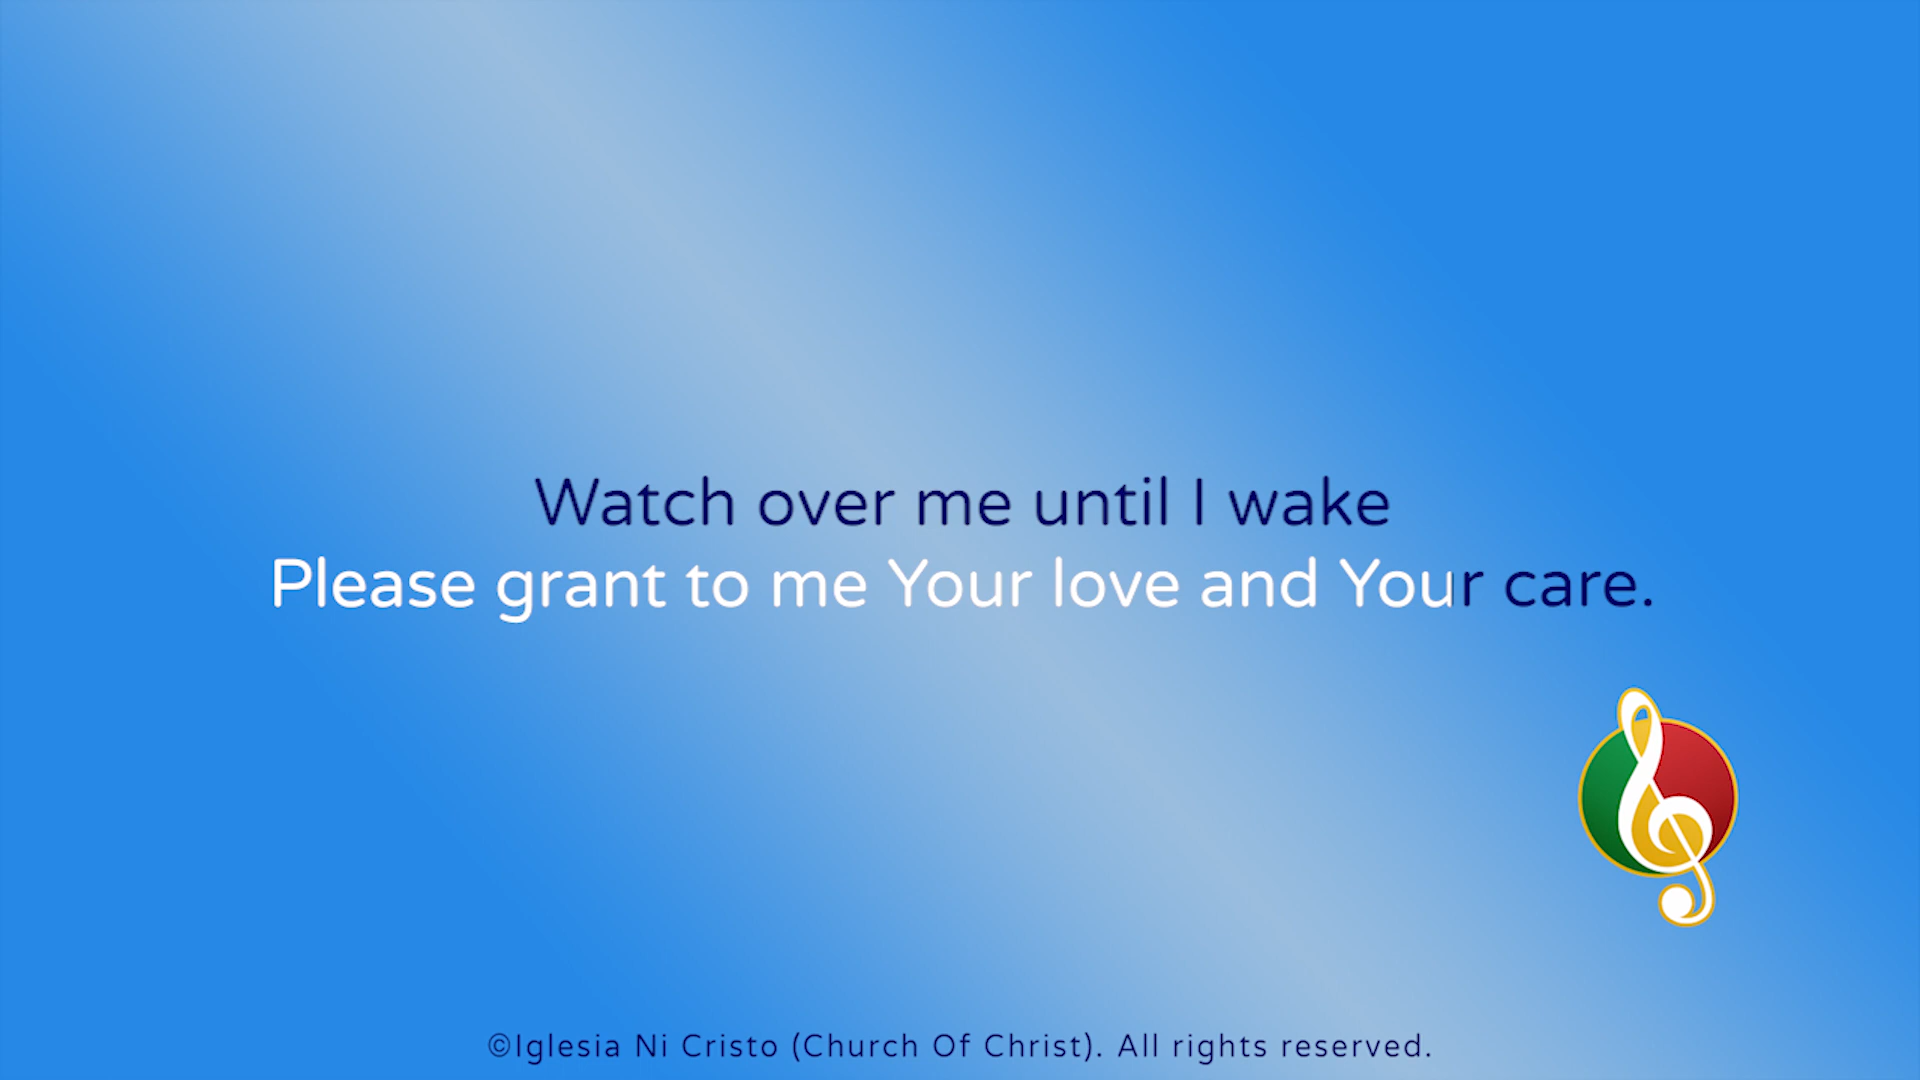 Watch over me until I wake
Please grant to me Your love and Your care.
©Iglesia Ni Cristo (Church Of Christ). All rights reserved.